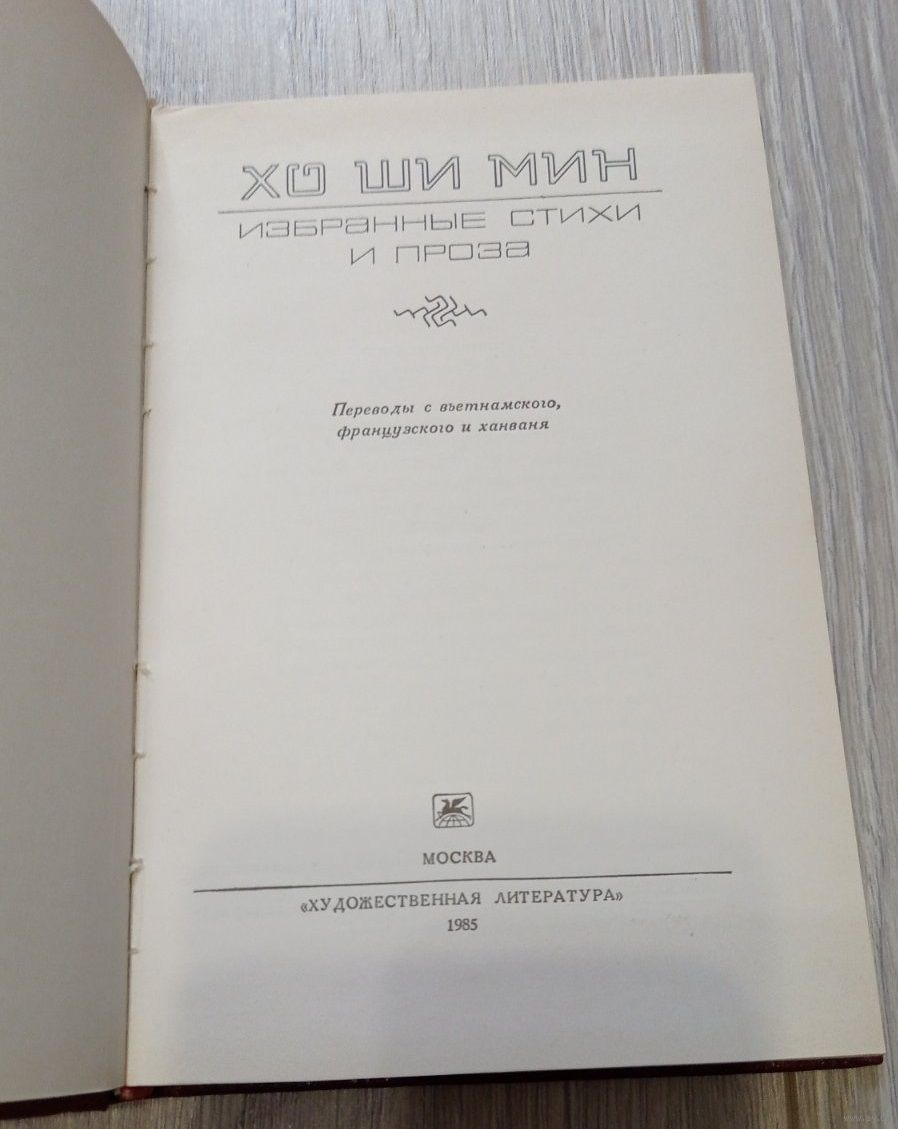 ХО ШИ МИН
ИЗБРАННЫЕ СТИХИ
И ПРОЗА
Переводы с вьетнамского,
французского и ханваня
МОСКВА
«ХУДОЖЕСТВЕННАЯ ЛИТЕРАТУРА»
1985